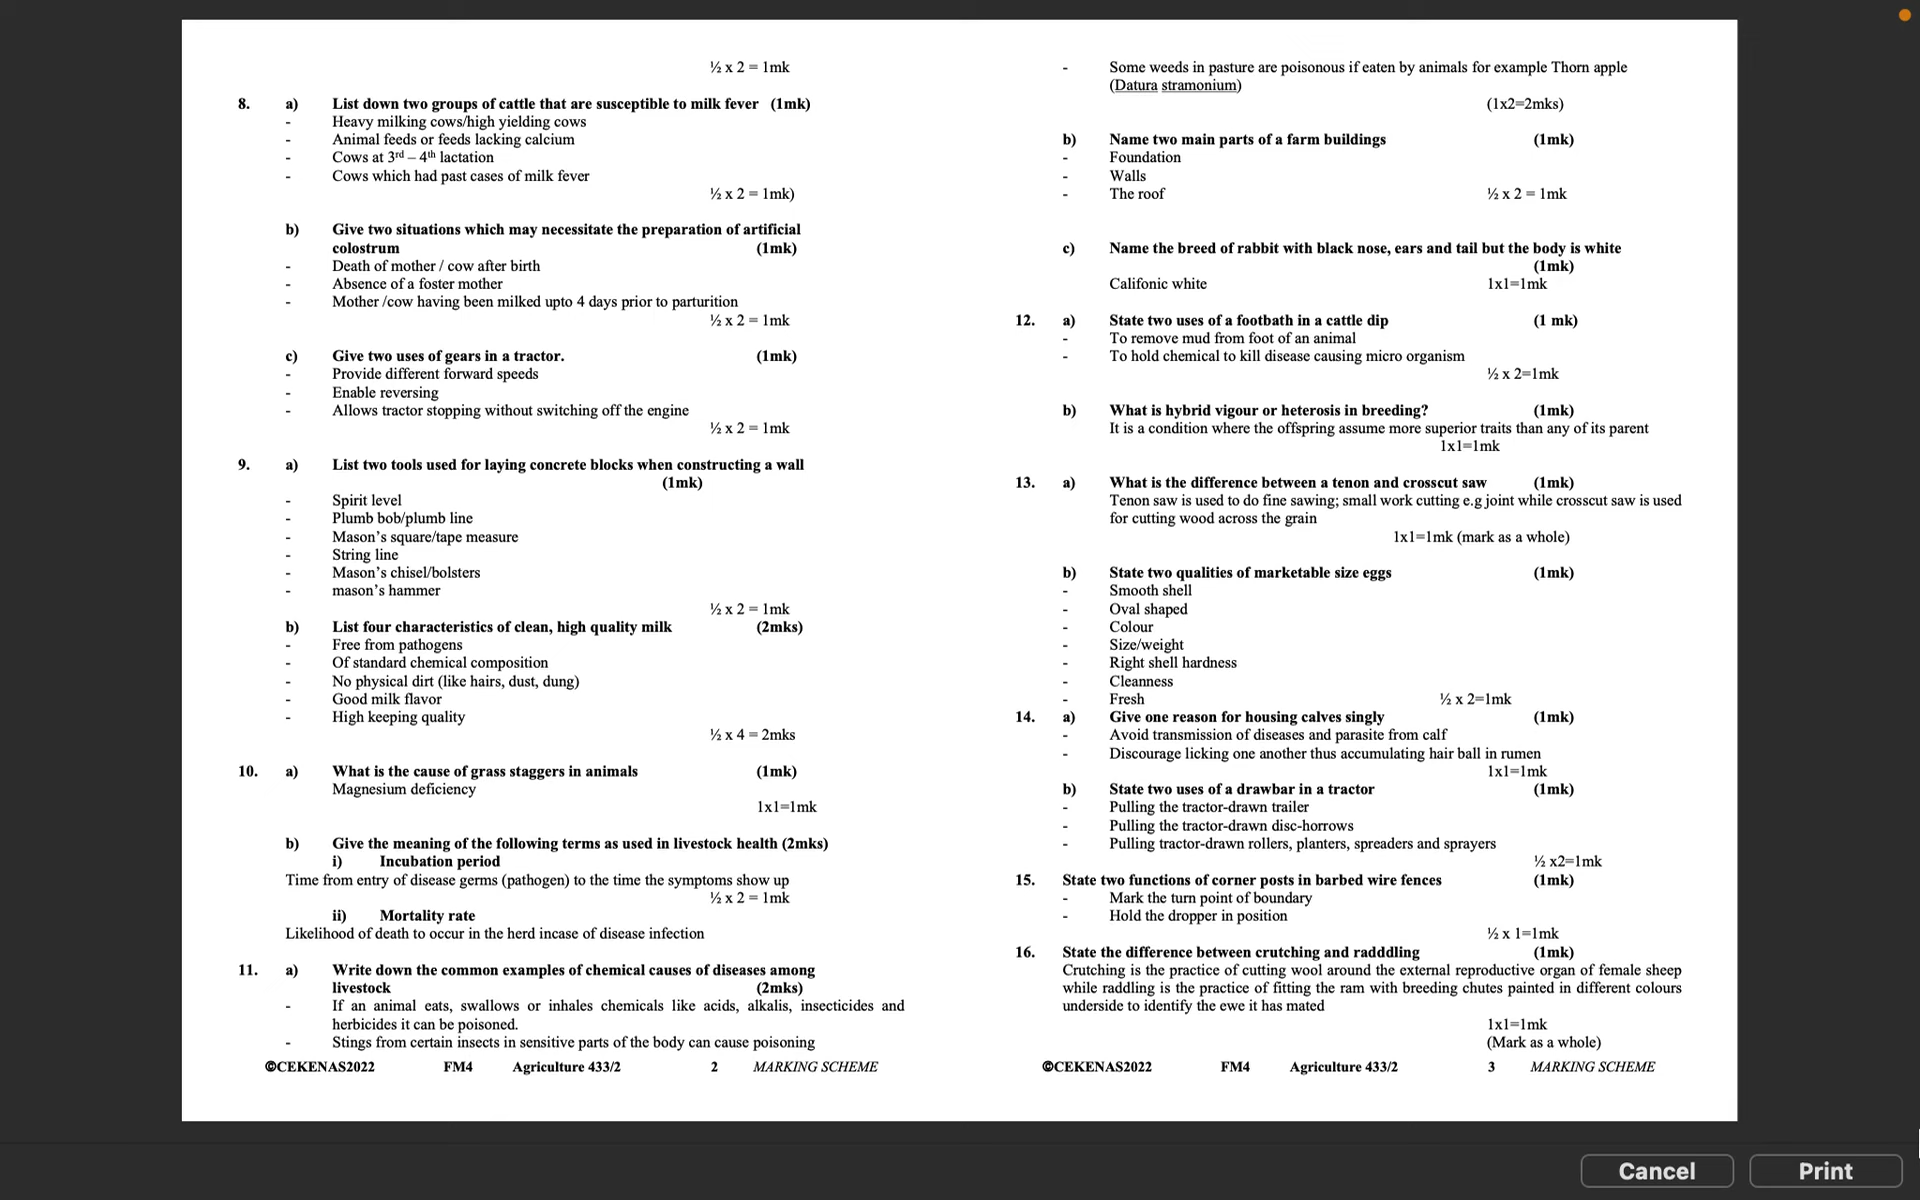 ½ x 2 = 1mk
8. a) List down two groups of cattle that are susceptible to milk fever (1mk)
- Heavy milking cows/high yielding cows
- Animal feeds or feeds lacking calcium
- Cows at 3rd – 4th lactation
- Cows which had past cases of milk fever
½ x 2 = 1mk)
b) Give two situations which may necessitate the preparation of artificial
colostrum (1mk)
- Death of mother / cow after birth
- Absence of a foster mother
- Mother /cow having been milked upto 4 days prior to parturition
½ x 2 = 1mk
c) Give two uses of gears in a tractor. (1mk)
- Provide different forward speeds
- Enable reversing
- Allows tractor stopping without switching off the engine
½ x 2 = 1mk
9. a) List two tools used for laying concrete blocks when constructing a wall
(1mk)
- Spirit level
- Plumb bob/plumb line
- Mason’s square/tape measure
- String line
- Mason’s chisel/bolsters
- mason’s hammer
½ x 2 = 1mk
b) List four characteristics of clean, high quality milk (2mks)
- Free from pathogens
- Of standard chemical composition
- No physical dirt (like hairs, dust, dung)
- Good milk flavor
- High keeping quality
½ x 4 = 2mks
10. a) What is the cause of grass staggers in animals (1mk)
Magnesium deficiency
1x1=1mk
b) Give the meaning of the following terms as used in livestock health (2mks)
i) Incubation period
Time from entry of disease germs (pathogen) to the time the symptoms show up
½ x 2 = 1mk
ii) Mortality rate
Likelihood of death to occur in the herd incase of disease infection
11. a) Write down the common examples of chemical causes of diseases among
livestock (2mks)
- If an animal eats, swallows or inhales chemicals like acids, alkalis, insecticides and
herbicides it can be poisoned.
- Stings from certain insects in sensitive parts of the body can cause poisoning
©CEKENAS2022 FM4 Agriculture 433/2 2 MARKING SCHEME
- Some weeds in pasture are poisonous if eaten by animals for example Thorn apple
(Datura stramonium)
(1x2=2mks)
b) Name two main parts of a farm buildings (1mk)
- Foundation
- Walls
- The roof ½ x 2 = 1mk
c) Name the breed of rabbit with black nose, ears and tail but the body is white
(1mk)
Califonic white 1x1=1mk
12. a) State two uses of a footbath in a cattle dip (1 mk)
- To remove mud from foot of an animal
- To hold chemical to kill disease causing micro organism
½ x 2=1mk
b) What is hybrid vigour or heterosis in breeding? (1mk)
It is a condition where the offspring assume more superior traits than any of its parent
1x1=1mk
13. a) What is the difference between a tenon and crosscut saw (1mk)
Tenon saw is used to do fine sawing; small work cutting e.g joint while crosscut saw is used
for cutting wood across the grain
1x1=1mk (mark as a whole)
b) State two qualities of marketable size eggs (1mk)
- Smooth shell
- Oval shaped
- Colour
- Size/weight
- Right shell hardness
- Cleanness
- Fresh ½ x 2=1mk
14. a) Give one reason for housing calves singly (1mk)
- Avoid transmission of diseases and parasite from calf
- Discourage licking one another thus accumulating hair ball in rumen
1x1=1mk
b) State two uses of a drawbar in a tractor (1mk)
- Pulling the tractor-drawn trailer
- Pulling the tractor-drawn disc-horrows
- Pulling tractor-drawn rollers, planters, spreaders and sprayers
½ x2=1mk
15. State two functions of corner posts in barbed wire fences (1mk)
- Mark the turn point of boundary
- Hold the dropper in position
½ x 1=1mk
16. State the difference between crutching and radddling (1mk)
Crutching is the practice of cutting wool around the external reproductive organ of female sheep
while raddling is the practice of fitting the ram with breeding chutes painted in different colours
underside to identify the ewe it has mated
1x1=1mk
(Mark as a whole)
©CEKENAS2022 FM4 Agriculture 433/2 3 MARKING SCHEME
Cancel Print